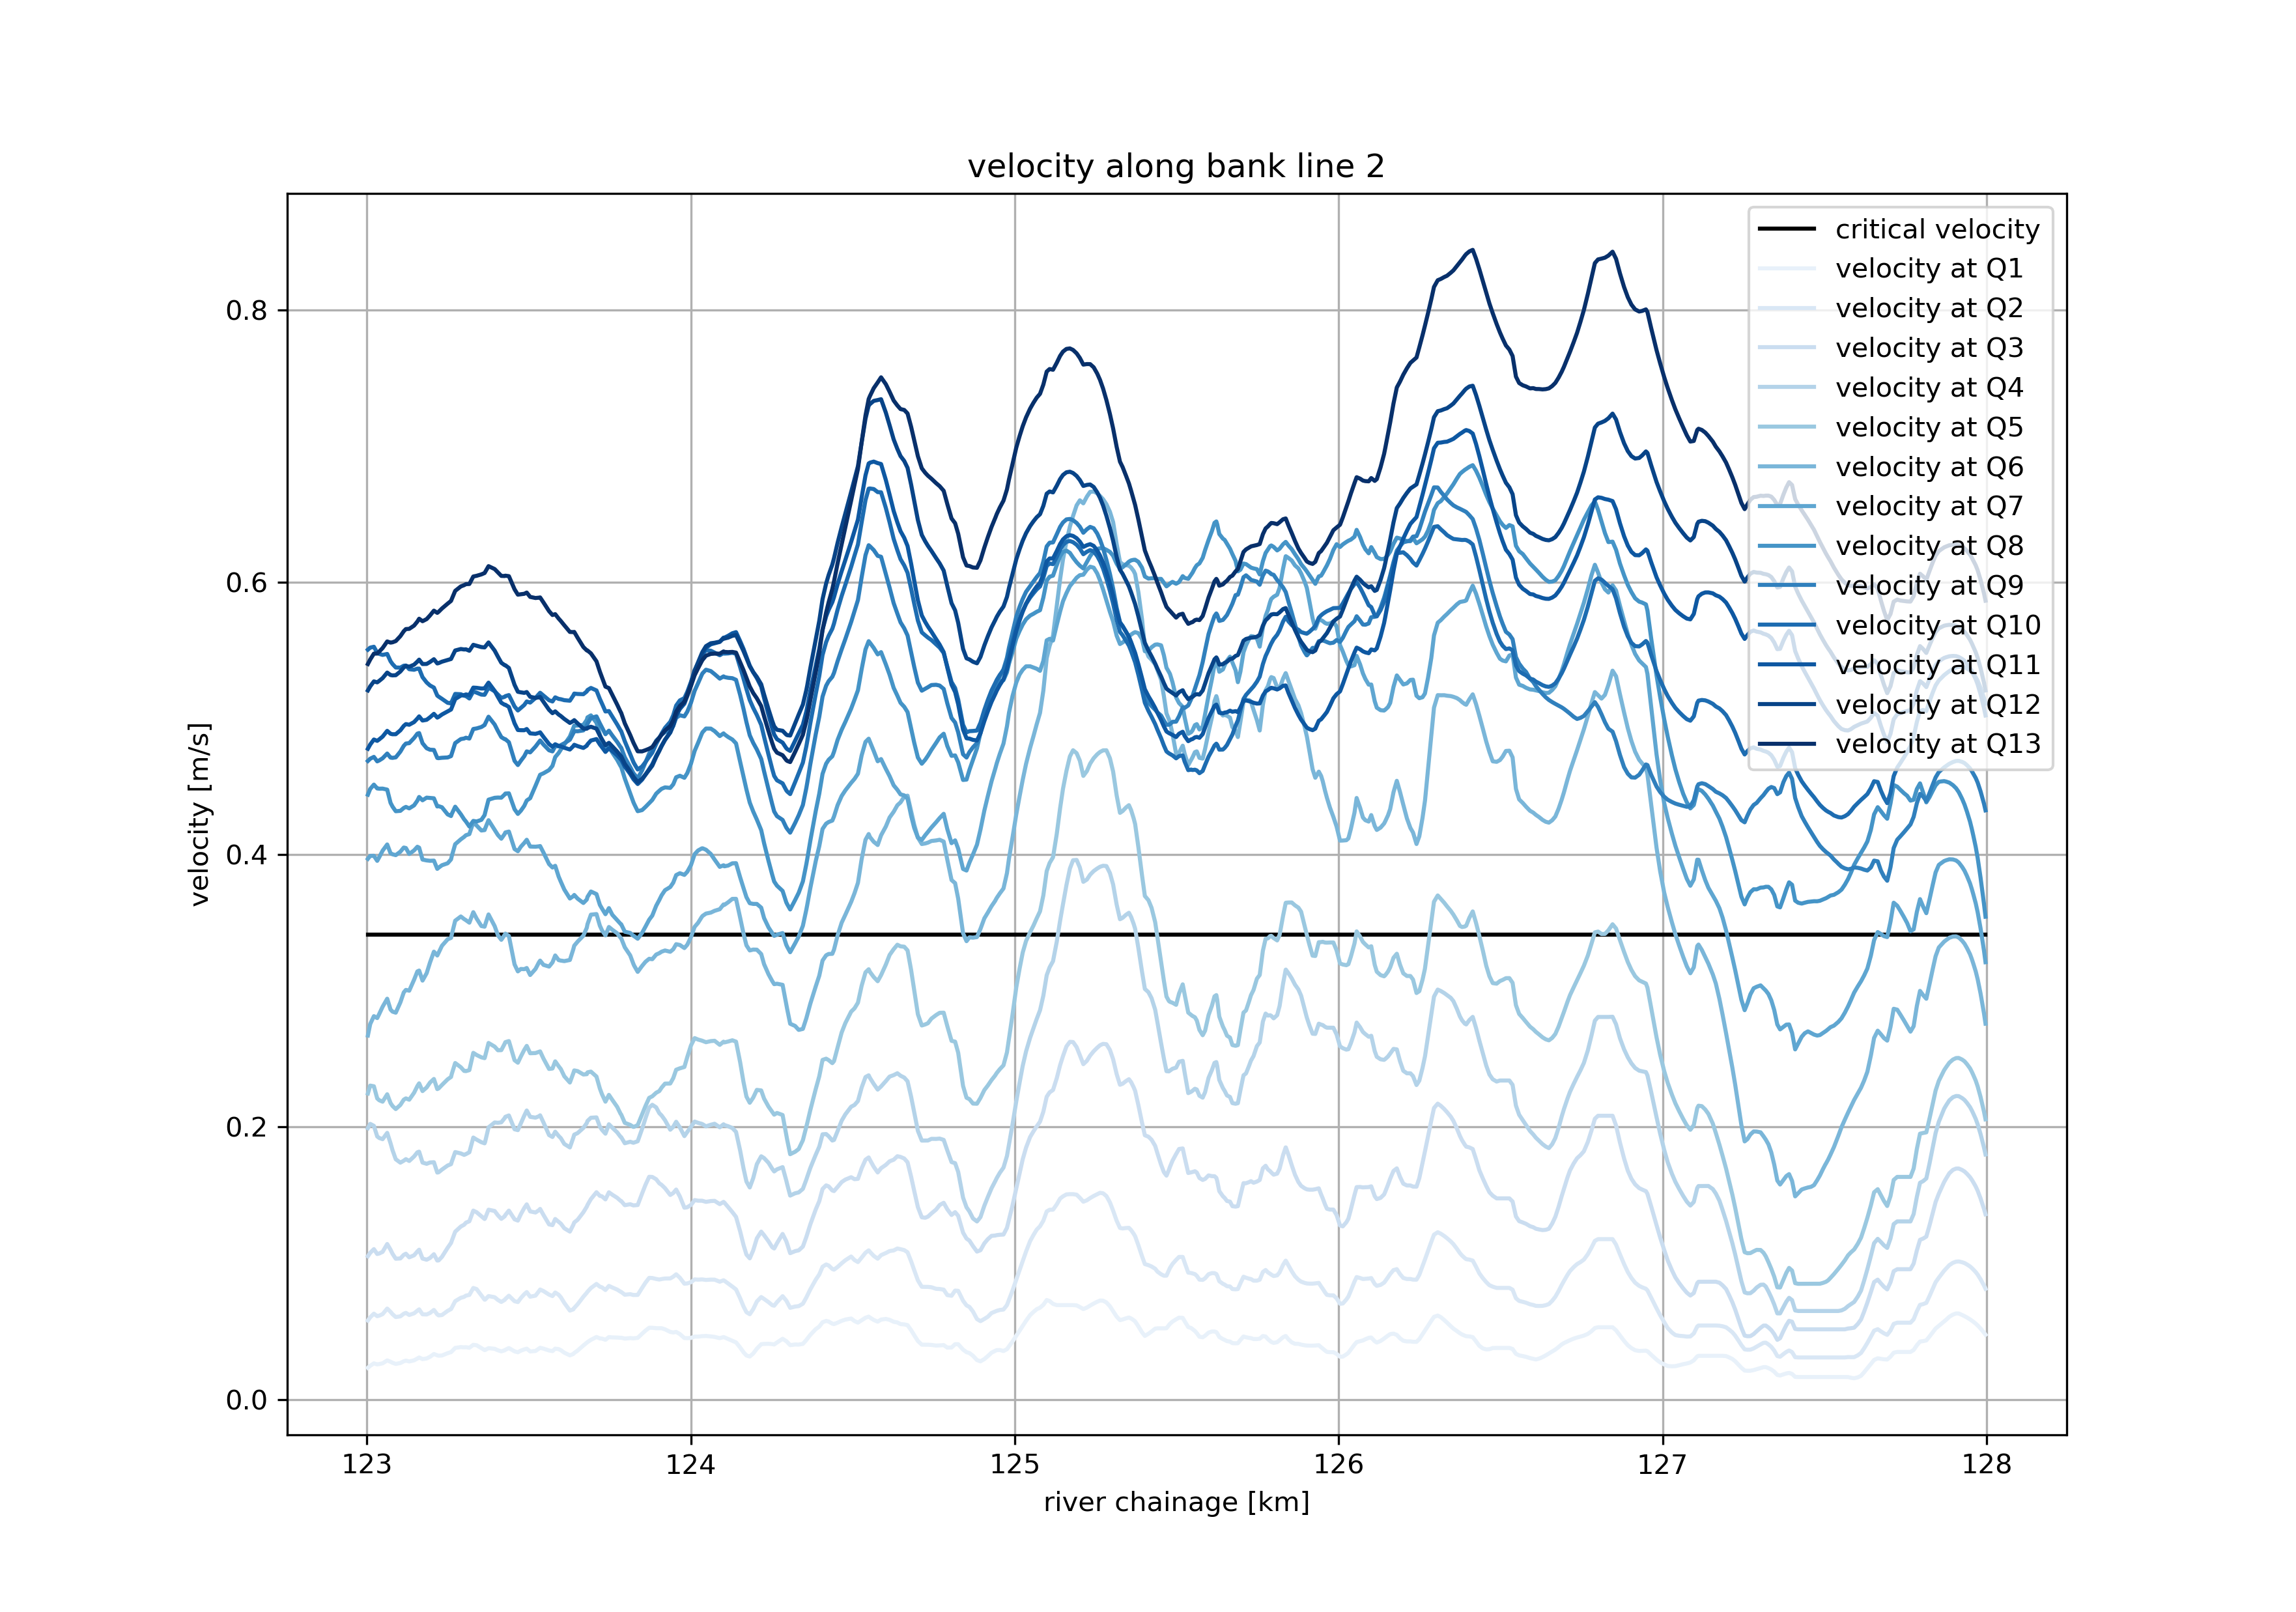 velocity along bank line 2
velocity [m/s]
0.8
0.6
0.4
0.2
0.0
123 124 125 126 127 128
river chainage [km]
critical velocity
velocity at Q1
velocity at Q2
velocity at Q3
velocity at Q4
velocity at Q5
velocity at Q6
velocity at Q7
velocity at Q8
velocity at Q9
velocity at Q10
velocity at Q11
velocity at Q12
velocity at Q13